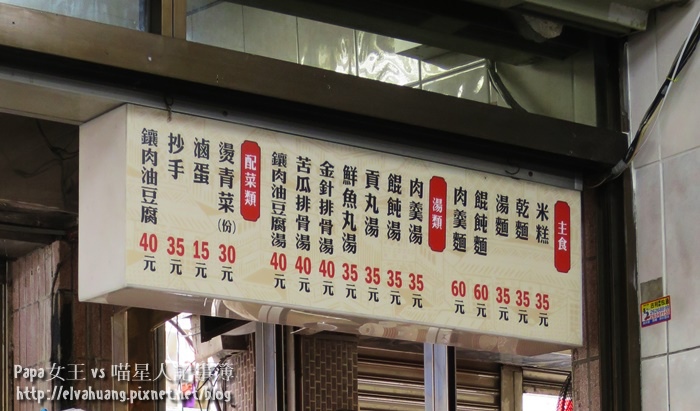 主食
米糕 35元
乾麵 35元
湯麵 35元
餛飩麵 60元
肉羹麵 60元
湯類
肉羹湯 35元
餛飩湯 35元
貢丸湯 35元
鮮魚丸湯 35元
金針排骨湯 40元
苦瓜排骨湯 40元
鑲肉油豆腐湯 40元
配菜類
燙青菜(份) 30元
滷蛋 15元
抄手 35元
鑲肉油豆腐 40元
Papa女王 vs 喵星人記事簿
http://elvahuang.pixnet.net/blog